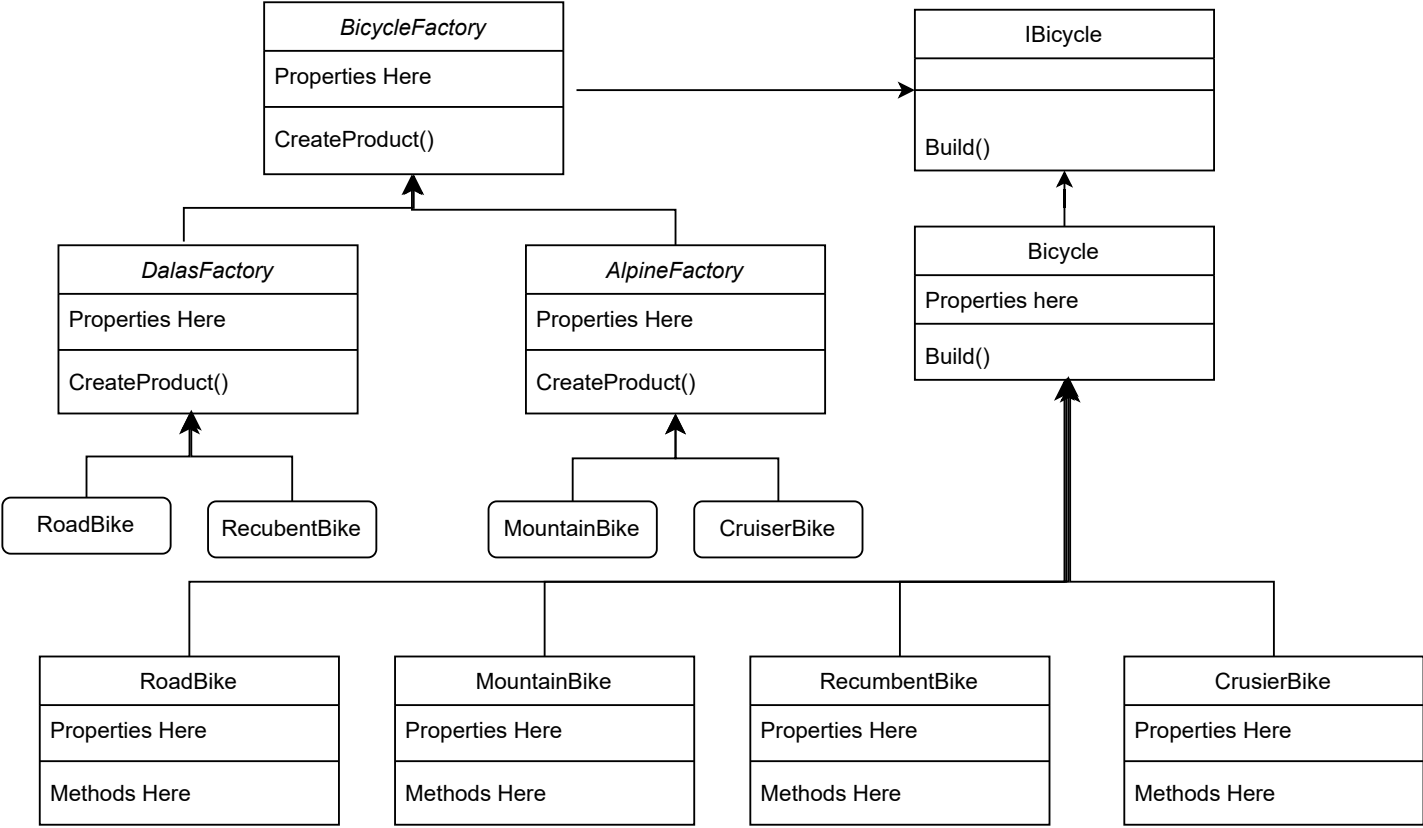 BicycleFactory
Properties Here
CreateProduct()
IBicycle
Build()
DalasFactory
Properties Here
CreateProduct()
AlpineFactory
Properties Here
CreateProduct()
Bicycle
Properties here
Build()
RoadBike
RecubentBike
MountainBike
CruiserBike
RoadBike
Properties Here
Methods Here
MountainBike
Properties Here
Methods Here
RecumbentBike
Properties Here
Methods Here
CrusierBike
Properties Here
Methods Here